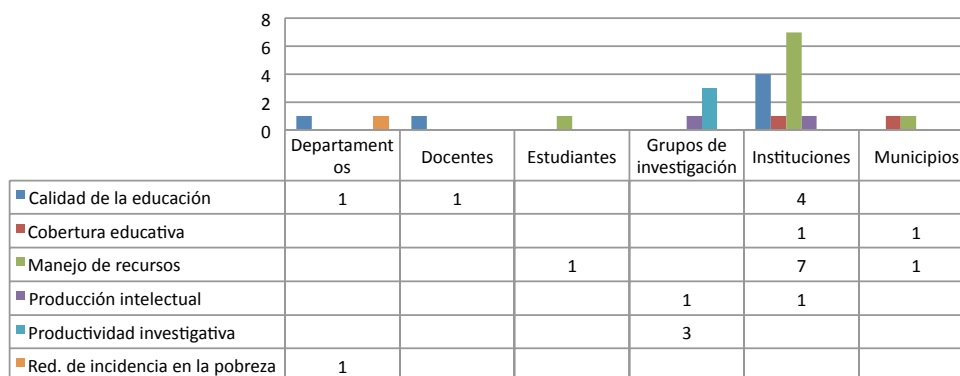 8
6
4
2
0
Departament
os
Docentes
Estudiantes
Grupos de
investigación
Instituciones
Municipios
Calidad de la educación 1 1 4
Cobertura educativa 1 1
Manejo de recursos 1 7 1
Producción intelectual 1 1
Productividad investigativa 3
Red. de incidencia en la pobreza 1